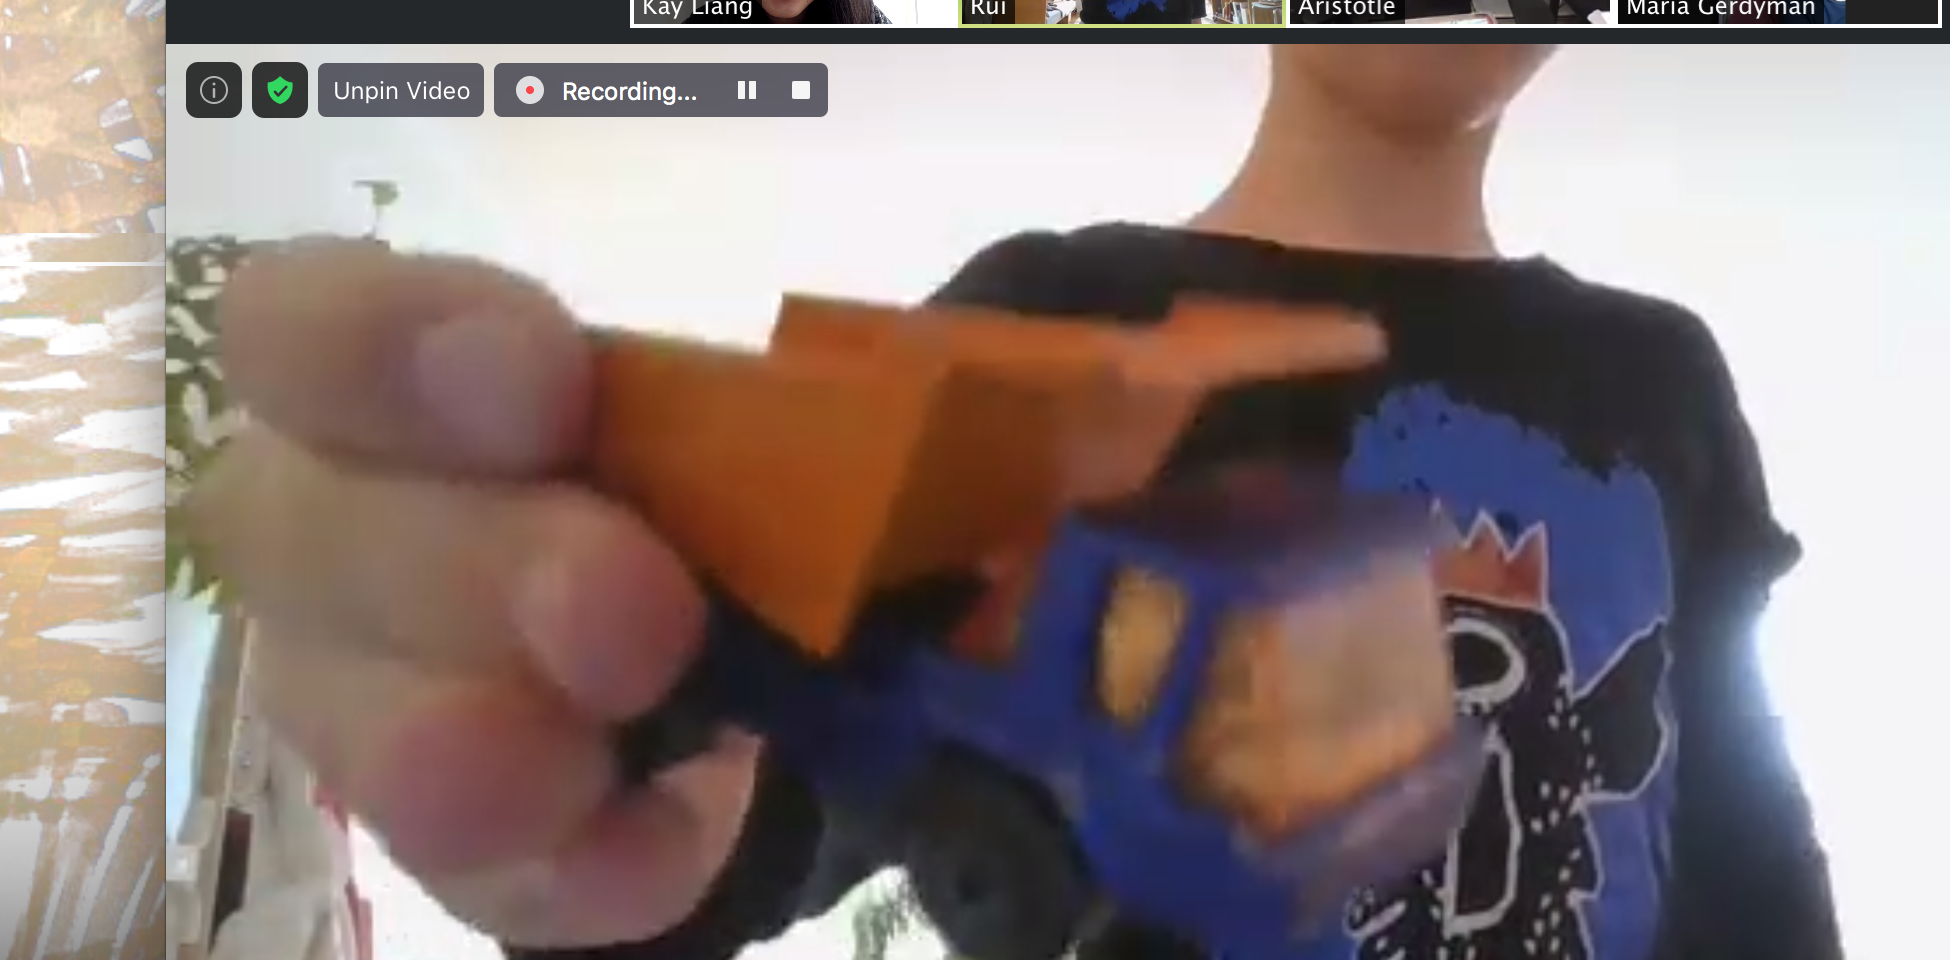 Kay Liang
Rui
Aristotle
Maria Gerdyman
Unpin Video
Recording...